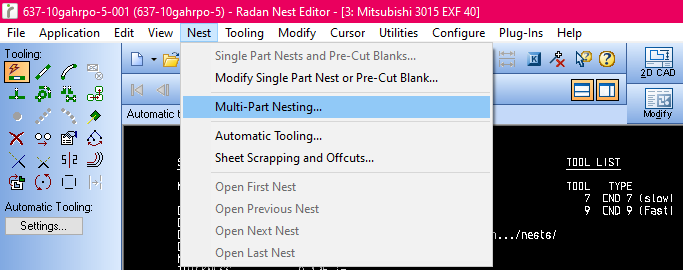 637-10gahrpo-5-001 (637-10gahrpo-5) - Radan Nest Editor - [3: Mitsubishi 3015 EXF 40]
File Application Edit View Nest Tooling Modify Cursor Utilities Configure Plug-Ins Help
Tooling:
Single Part Nests and Pre-Cut Blanks...
2D CAD
Modify Single Part Nest or Pre-Cut Blank...
Multi-Part Nesting...
Modify
Automatic t
Automatic Tooling...
Sheet Scrapping and Offcuts...
TOOL LIST
Open First Nest
TOOL TYPE
7 CND 7 (slow)
Automatic Tooling:
Open Previous Nest
9 CND 9 (Fast)
Settings...
Open Next Nest
.../nests/
Open Last Nest